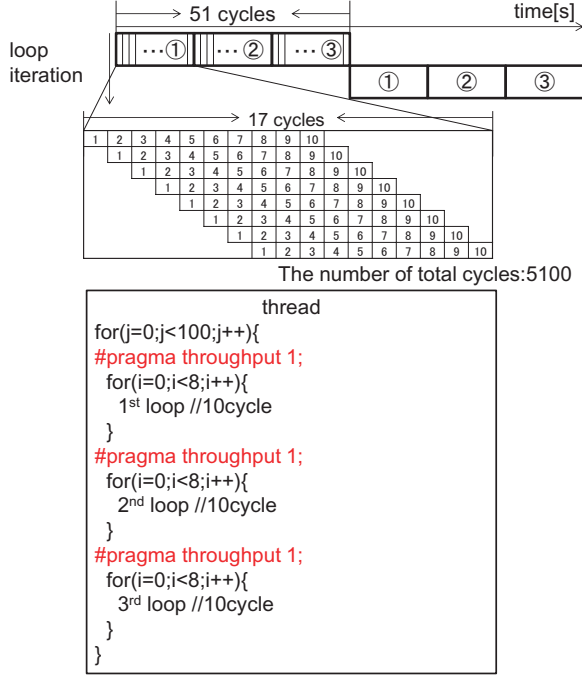 51 cycles
time[s]
loop
iteration
...① ...② ...③
① ② ③
17 cycles
1 2 3 4 5 6 7 8 9 10
1 2 3 4 5 6 7 8 9 10
1 2 3 4 5 6 7 8 9 10
1 2 3 4 5 6 7 8 9 10
1 2 3 4 5 6 7 8 9 10
1 2 3 4 5 6 7 8 9 10
1 2 3 4 5 6 7 8 9 10
1 2 3 4 5 6 7 8 9 10
The number of total cycles:5100
thread
for(j=0;j<100;j++){
#pragma throughput 1;
for(i=0;i<8;i++){
1st loop //10cycle
}
#pragma throughput 1;
for(i=0;i<8;i++){
2nd loop //10cycle
}
#pragma throughput 1;
for(i=0;i<8;i++){
3rd loop //10cycle
}
}